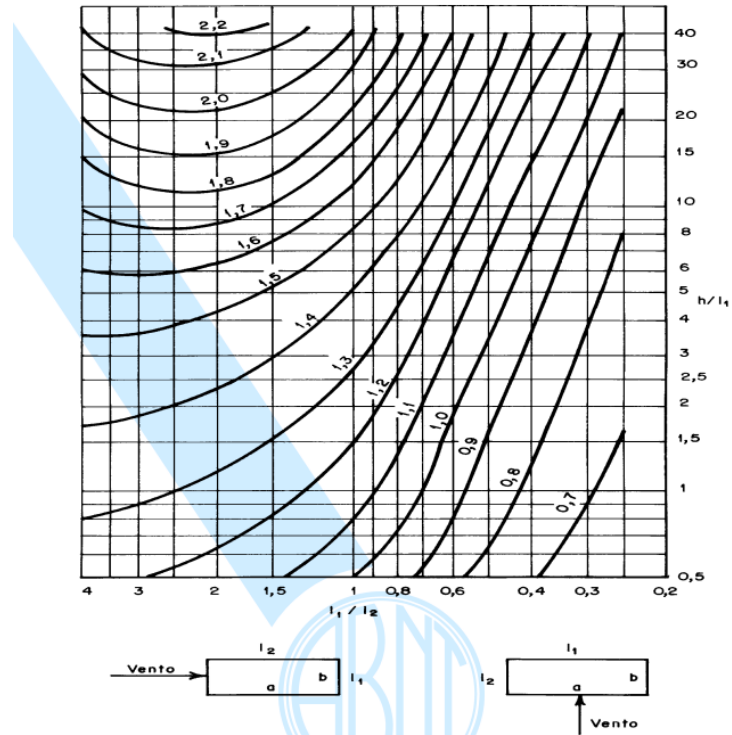 2,2
2,1
2,0
1,9
1,8
1,7
1,6
1,5
1,4
1,3
1,2
1,1
1,0
0,9
0,8
0,7
40
30
20
15
10
8
6
5
h/l₁
4
3
2,5
2
1,5
1
0,5
4 3 2 1,5 1 0,8 0,6 0,4 0,3 0,2
l₁ / l₂
l₂
Vento
a
b
l₁
l₁
l₂
a
b
Vento
ABNT